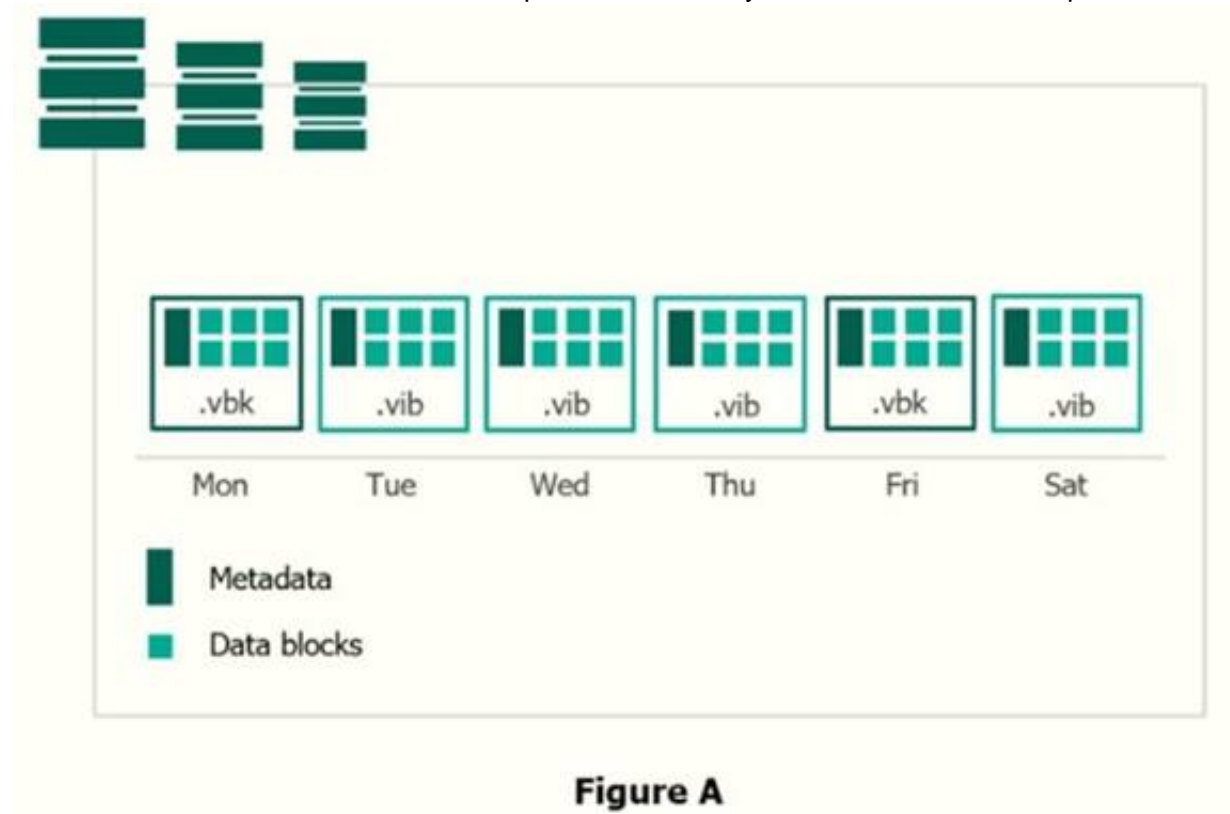 .vbk .vib .vib .vib .vbk .vib
Mon Tue Wed Thu Fri Sat
Metadata
Data blocks
Figure A